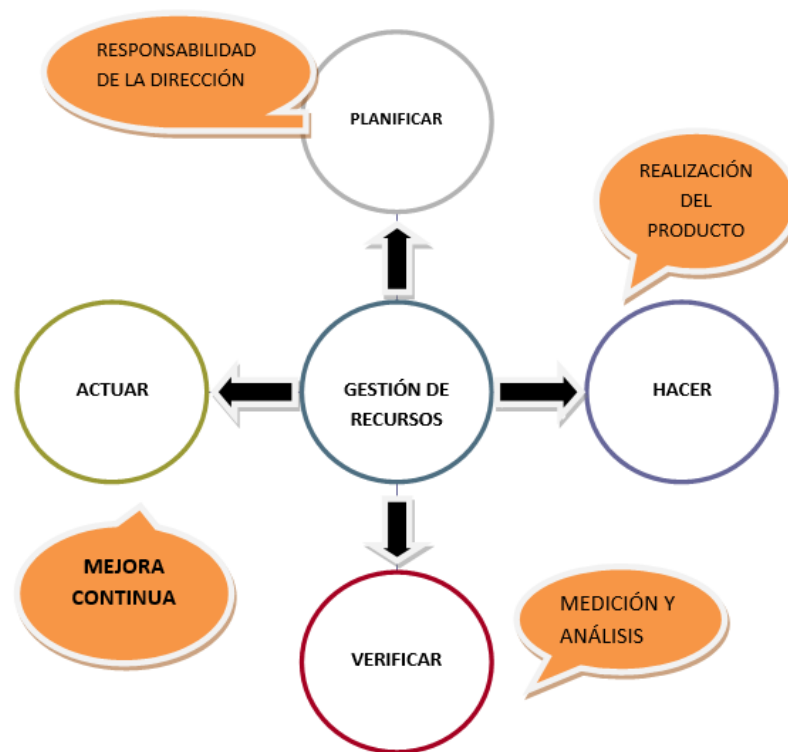 RESPONSABILIDAD
DE LA DIRECCIÓN
PLANIFICAR
REALIZACIÓN
DEL
PRODUCTO
ACTUAR
GESTIÓN DE
RECURSOS
HACER
MEJORA
CONTINUA
MEDICIÓN Y
ANÁLISIS
VERIFICAR